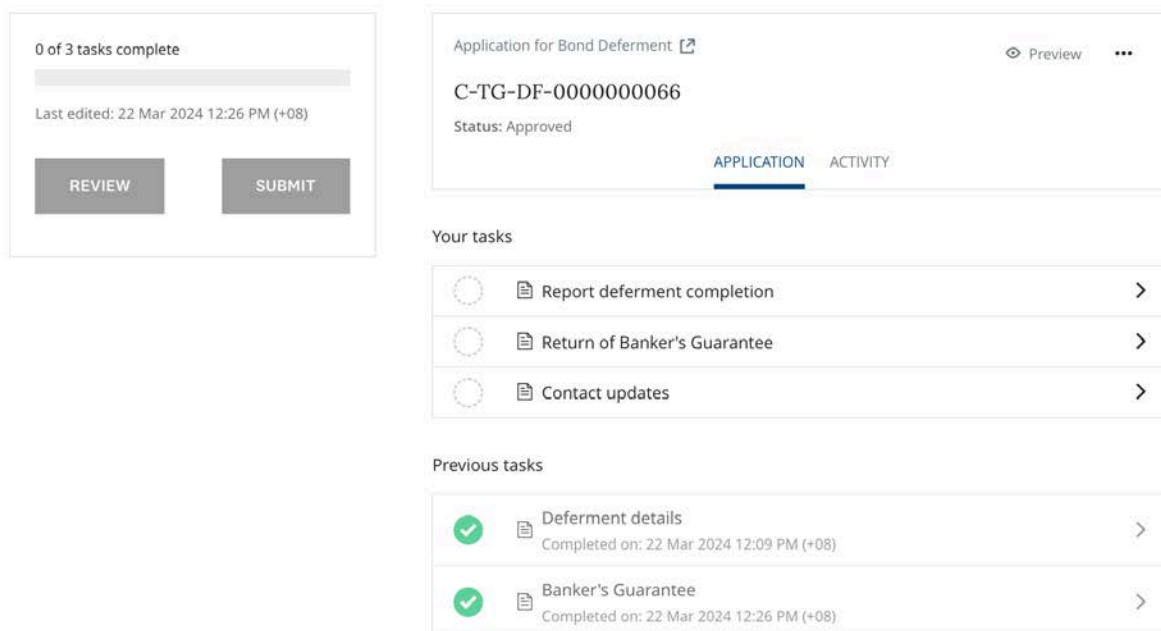 0 of 3 tasks complete
Last edited: 22 Mar 2024 12:26 PM (+08)
REVIEW
SUBMIT
Application for Bond Deferment
Preview
C-TG-DF-0000000066
Status: Approved
APPLICATION
ACTIVITY
Your tasks
Report deferment completion
Return of Banker's Guarantee
Contact updates
Previous tasks
Deferment details
Completed on: 22 Mar 2024 12:09 PM (+08)
Banker's Guarantee
Completed on: 22 Mar 2024 12:26 PM (+08)